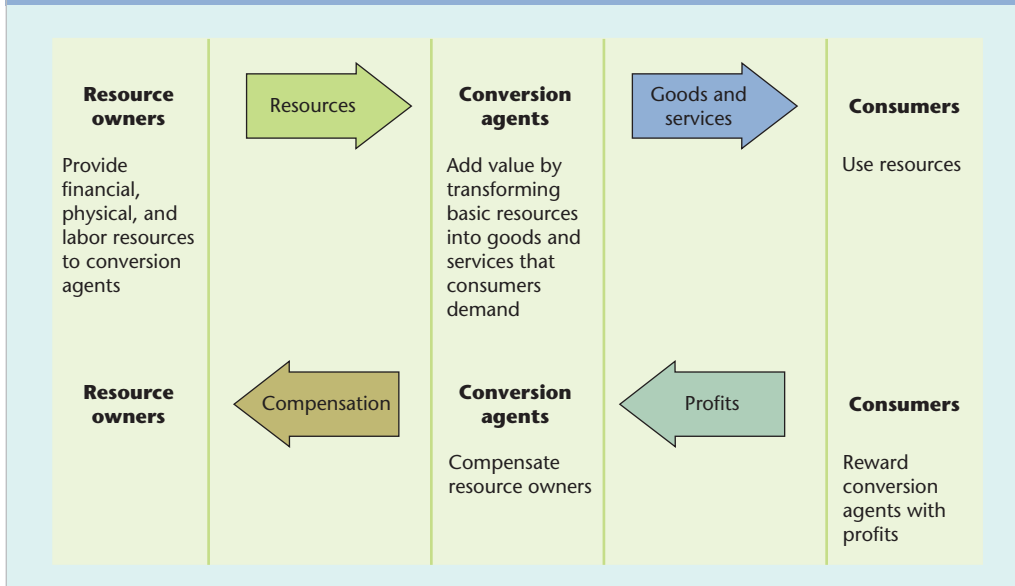 Resource
owners
Resources
Conversion
agents
Goods and
services
Consumers
Provide
financial,
physical, and
labor resources
to conversion
agents
Add value by
transforming
basic resources
into goods and
services that
consumers
demand
Use resources
Resource
owners
Compensation
Conversion
agents
Profits
Consumers
Compensate
resource owners
Reward
conversion
agents with
profits